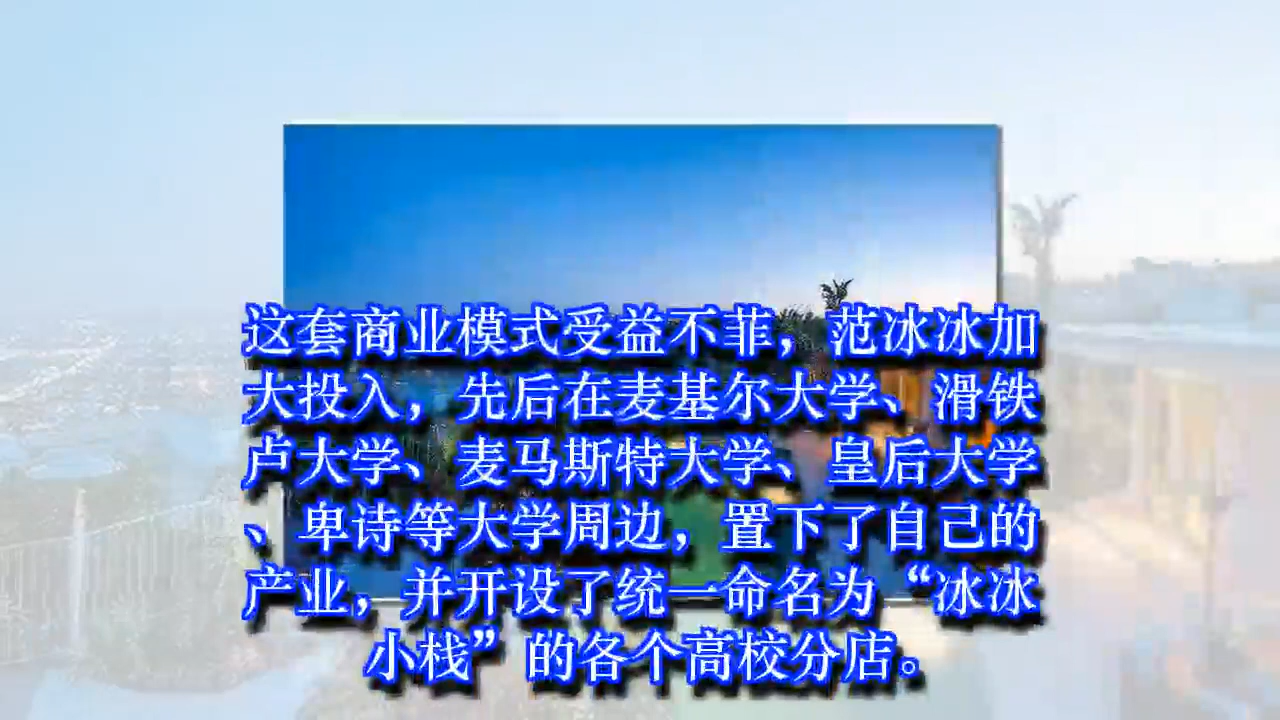 这套商业模式受益不菲，范冰冰加
大投入，先后在麦基尔大学、滑铁
卢大学、麦马斯特大学、皇后大学
、卑诗等大学周边，置下了自己的
产业，并开设了统一命名为“冰冰
小栈”的各个高校分店。